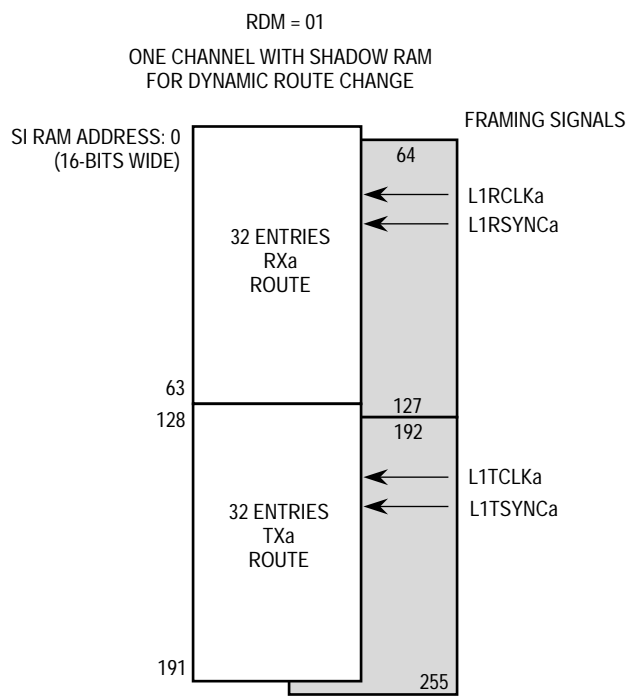 RDM = 01
ONE CHANNEL WITH SHADOW RAM
FOR DYNAMIC ROUTE CHANGE
FRAMING SIGNALS
SI RAM ADDRESS: 0
(16-BITS WIDE)
64
L1RCLKa
L1RSYNCa
32 ENTRIES
RXa
ROUTE
63
127
128
192
L1TCLKa
L1TSYNCa
32 ENTRIES
TXa
ROUTE
191
255